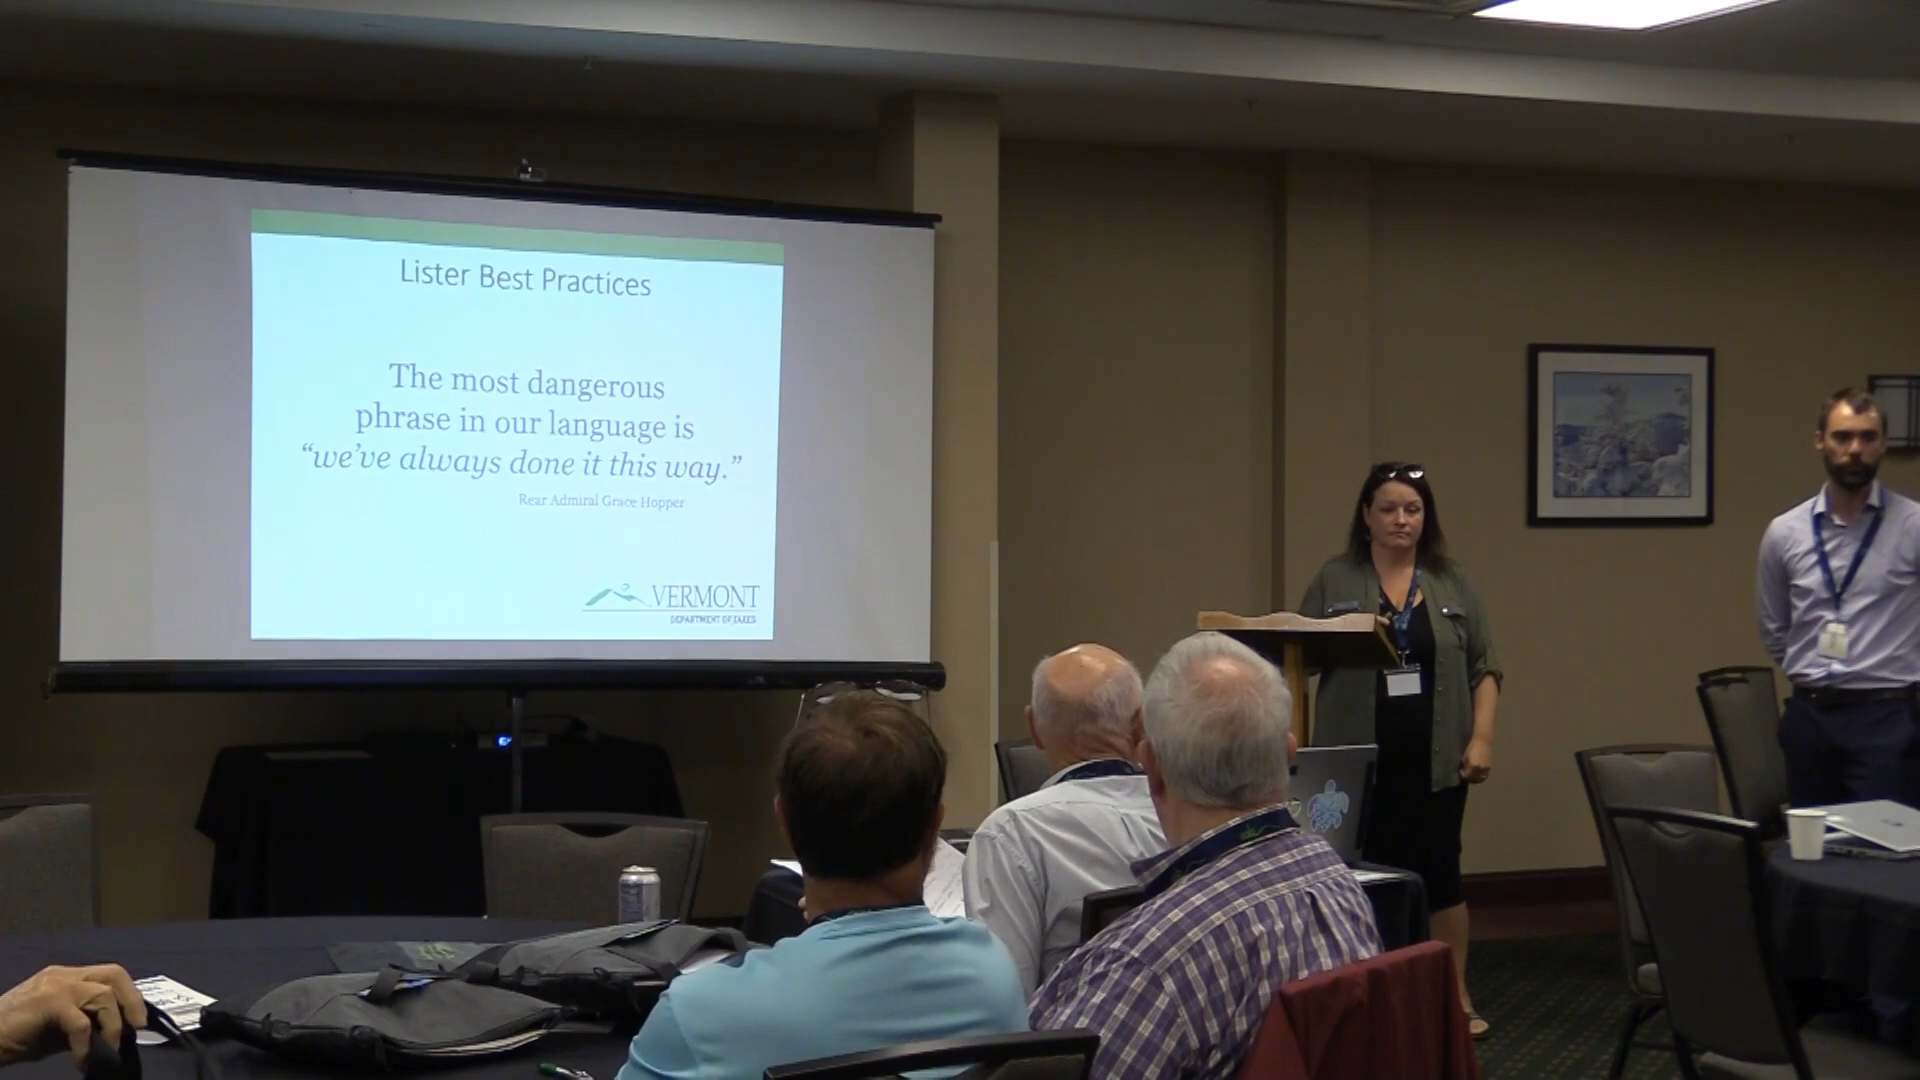 Lister Best Practices
The most dangerous
phrase in our language is
“we’ve always done it this way.”
Rear Admiral Grace Hopper
VERMONT
DEPARTMENT OF TAXES